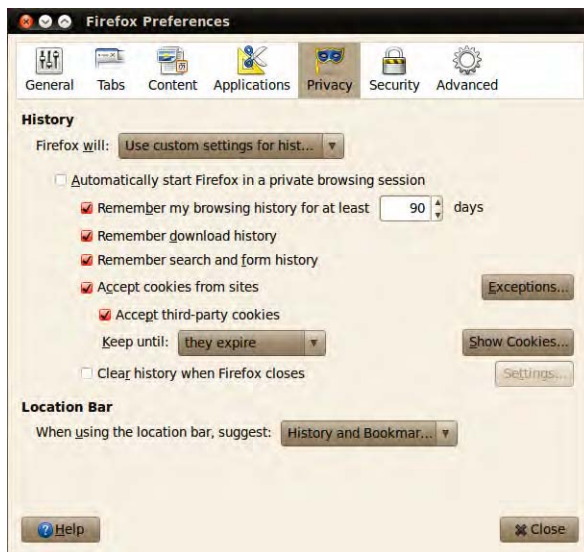 Firefox Preferences
General Tabs Content Applications Privacy Security Advanced
History
Firefox will: Use custom settings for hist...
Automatically start Firefox in a private browsing session
Remember my browsing history for at least 90 days
Remember download history
Remember search and form history
Accept cookies from sites Exceptions...
Accept third-party cookies
Keep until: they expire Show Cookies...
Clear history when Firefox closes Settings...
Location Bar
When using the location bar, suggest: History and Bookmar...
Help Close